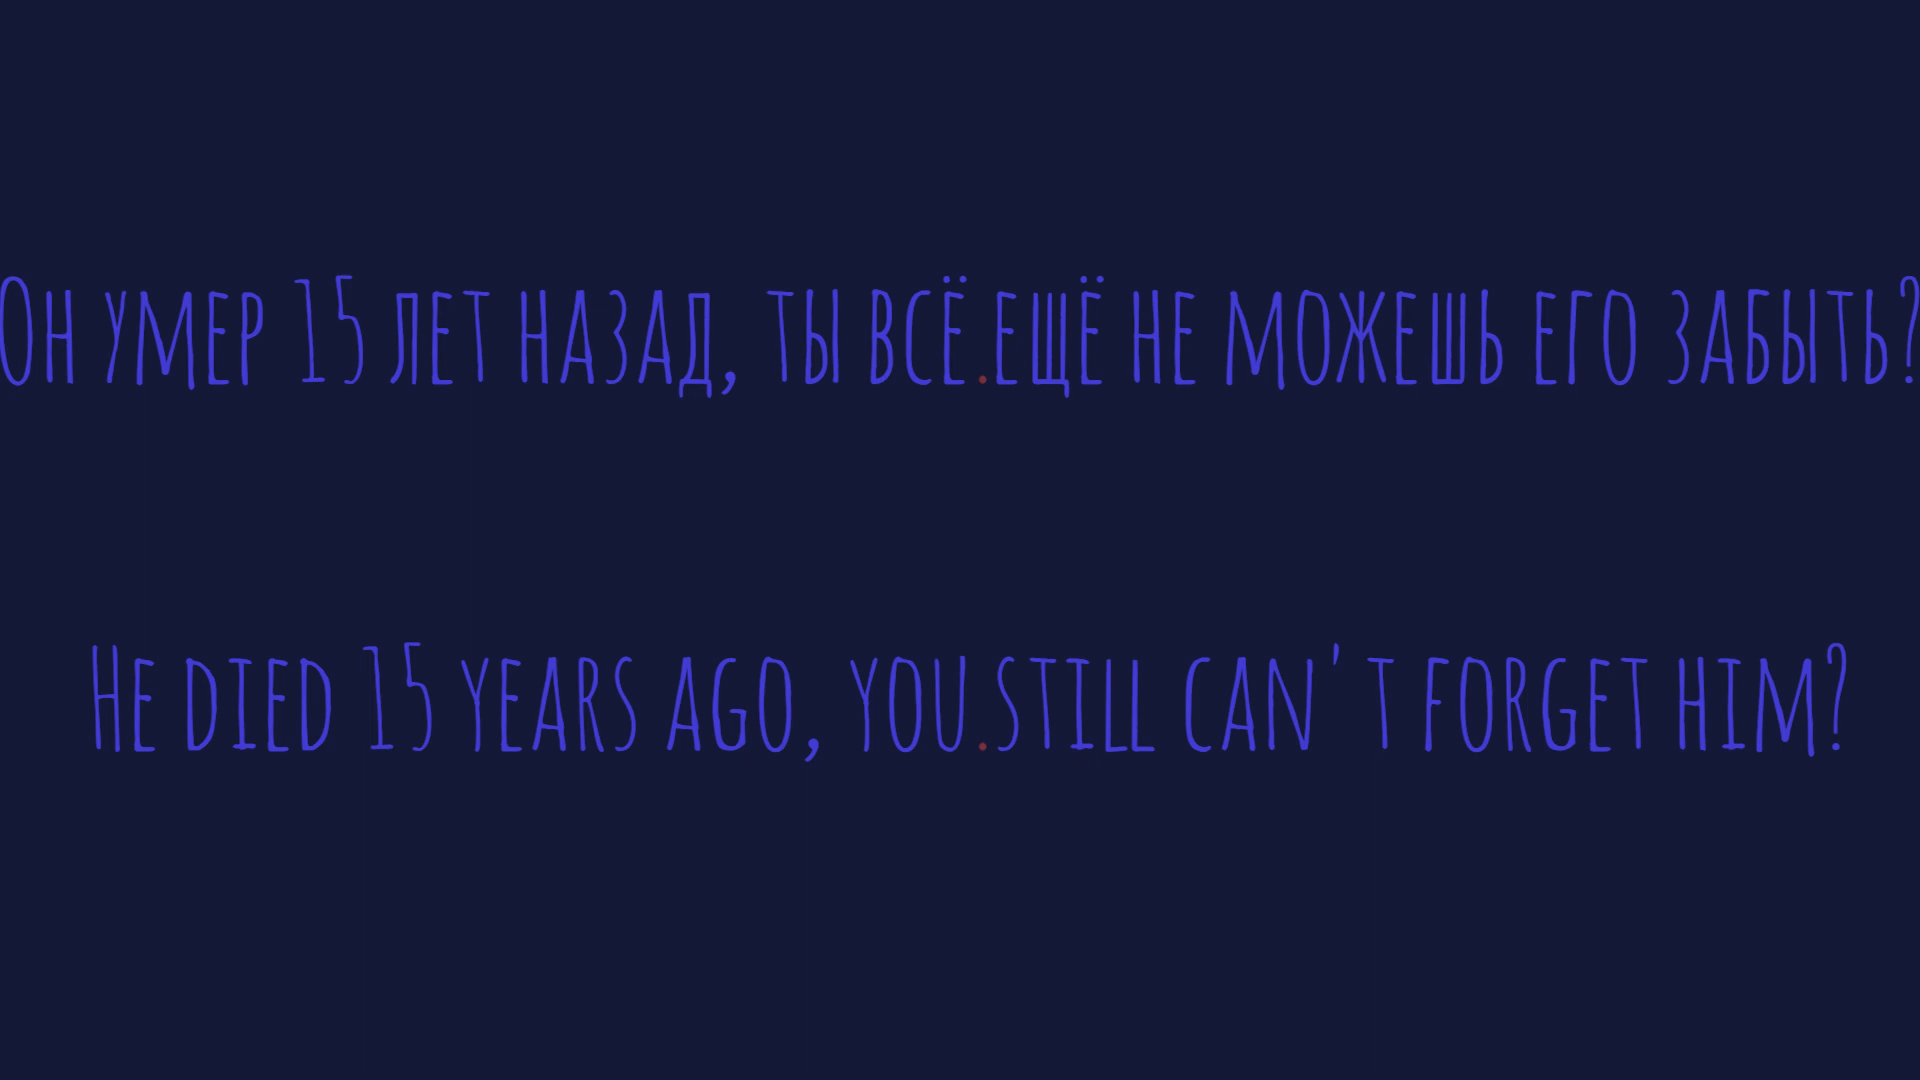 Он умер 15 лет назад, ты всё.ещё не можешь его забыть?
He died 15 years ago, you.still can't forget him?